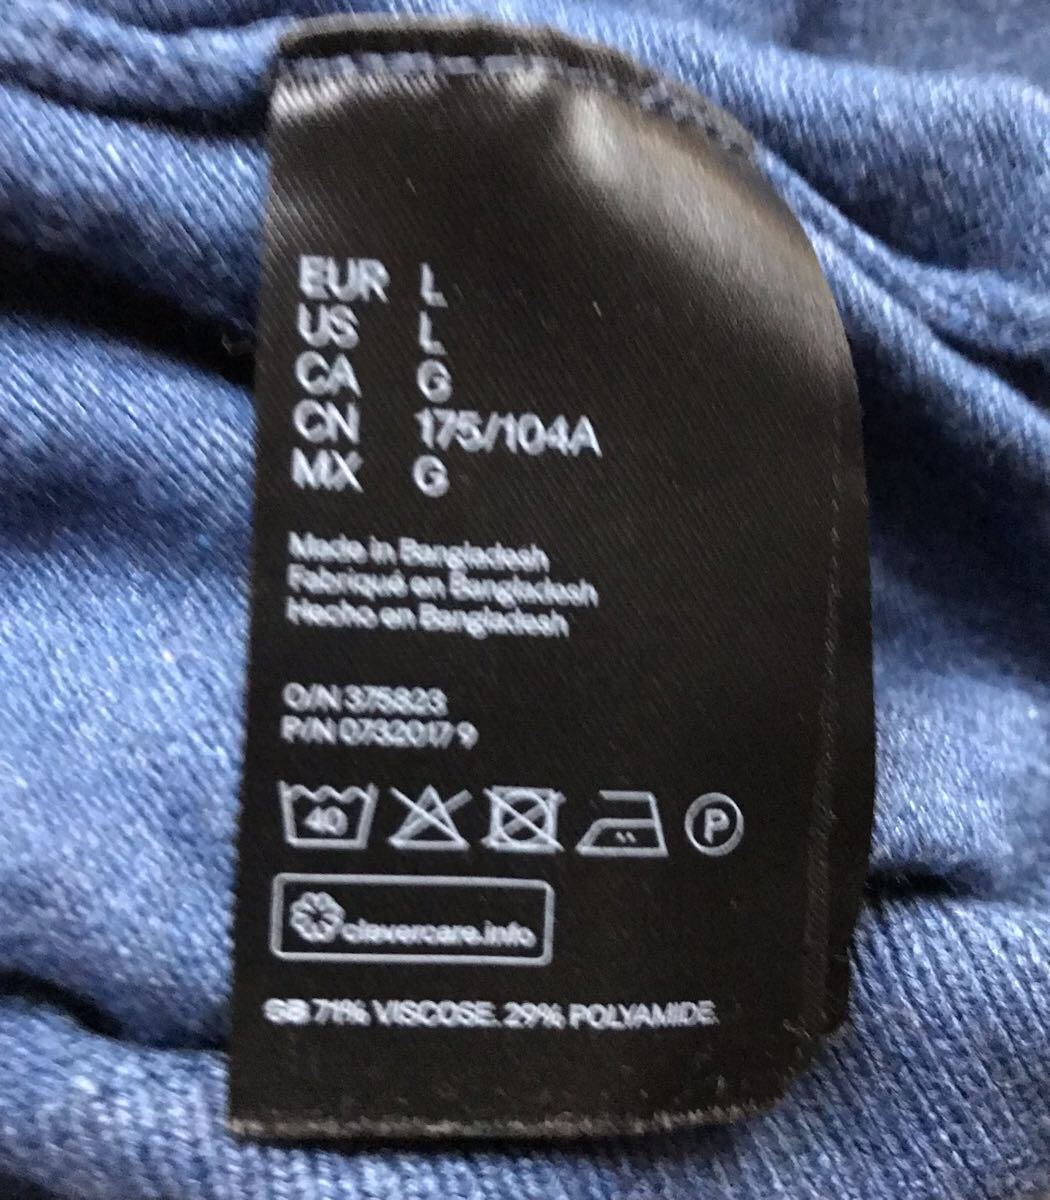 EUR L
US L
CA G
CN 175/104A
MX G
Made in Bangladesh
Fabriqué en Bangladesh
Hecho en Bangladesh
O/N 375823
P/N 0732017 9
40 P
clevercare.info
GB 71% VISCOSE. 29% POLYAMIDE.